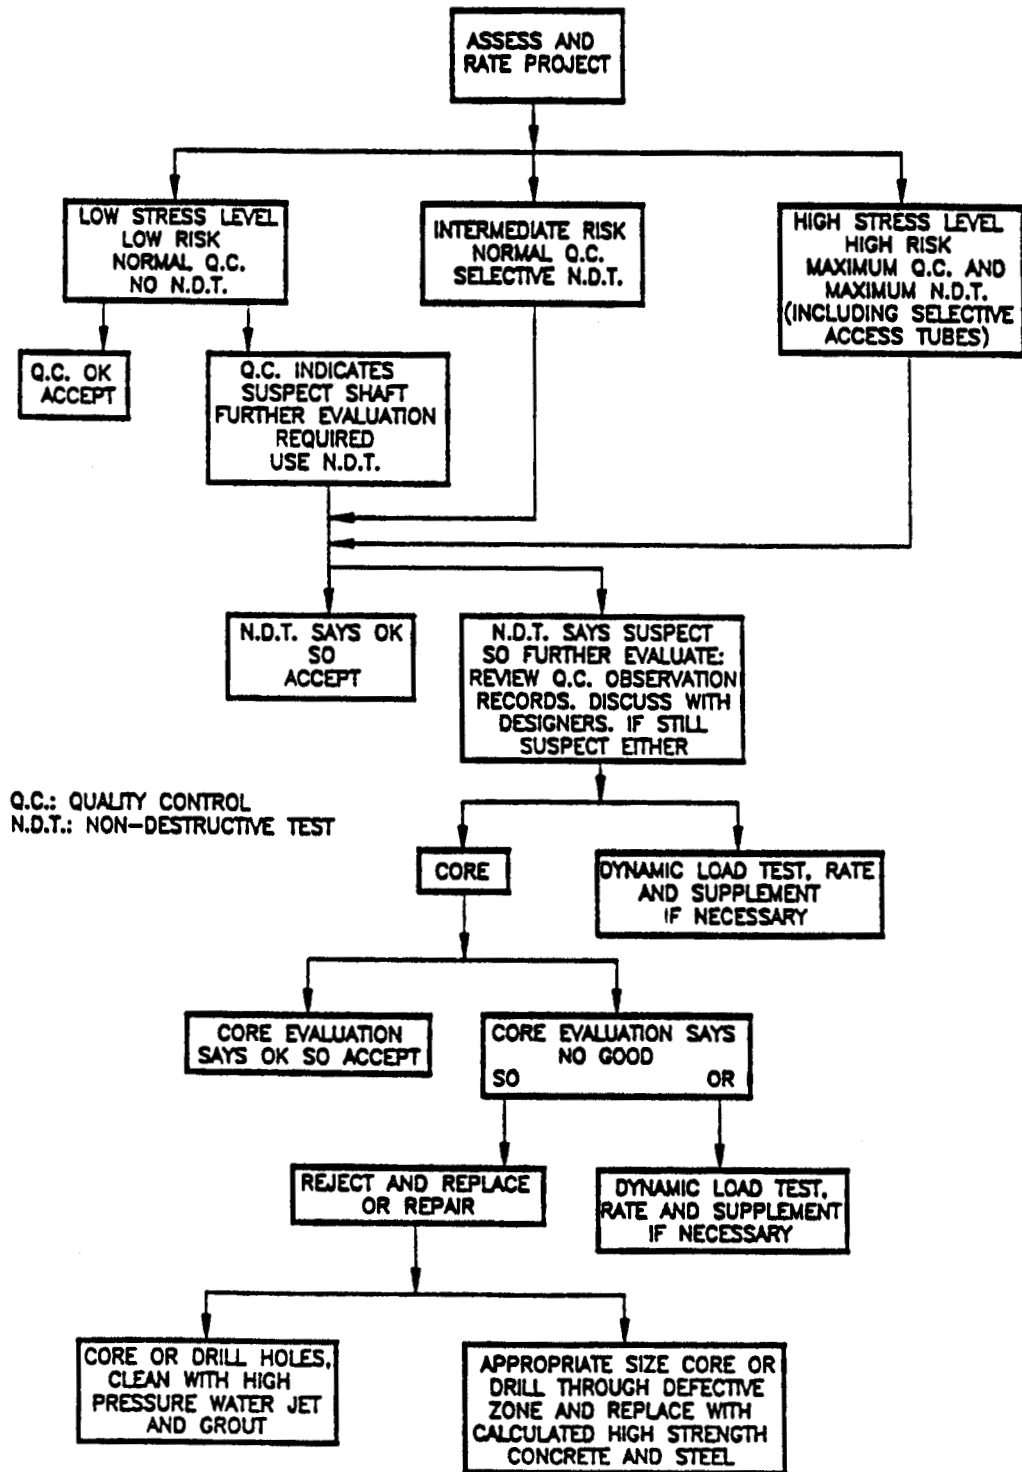 ASSESS AND
RATE PROJECT
LOW STRESS LEVEL
LOW RISK
NORMAL Q.C.
NO N.D.T.
INTERMEDIATE RISK
NORMAL Q.C.
SELECTIVE N.D.T.
HIGH STRESS LEVEL
HIGH RISK
MAXIMUM Q.C. AND
MAXIMUM N.D.T.
(INCLUDING SELECTIVE
ACCESS TUBES)
Q.C. OK
ACCEPT
Q.C. INDICATES
SUSPECT SHAFT
FURTHER EVALUATION
REQUIRED
USE N.D.T.
N.D.T. SAYS OK
SO
ACCEPT
N.D.T. SAYS SUSPECT
SO FURTHER EVALUATE:
REVIEW Q.C. OBSERVATION
RECORDS. DISCUSS WITH
DESIGNERS. IF STILL
SUSPECT EITHER
Q.C.: QUALITY CONTROL
N.D.T.: NON-DESTRUCTIVE TEST
CORE
DYNAMIC LOAD TEST, RATE
AND SUPPLEMENT
IF NECESSARY
CORE EVALUATION
SAYS OK SO ACCEPT
CORE EVALUATION SAYS
NO GOOD
SO OR
REJECT AND REPLACE
OR REPAIR
DYNAMIC LOAD TEST,
RATE AND SUPPLEMENT
IF NECESSARY
CORE OR DRILL HOLES,
CLEAN WITH HIGH
PRESSURE WATER JET
AND GROUT
APPROPRIATE SIZE CORE OR
DRILL THROUGH DEFECTIVE
ZONE AND REPLACE WITH
CALCULATED HIGH STRENGTH
CONCRETE AND STEEL